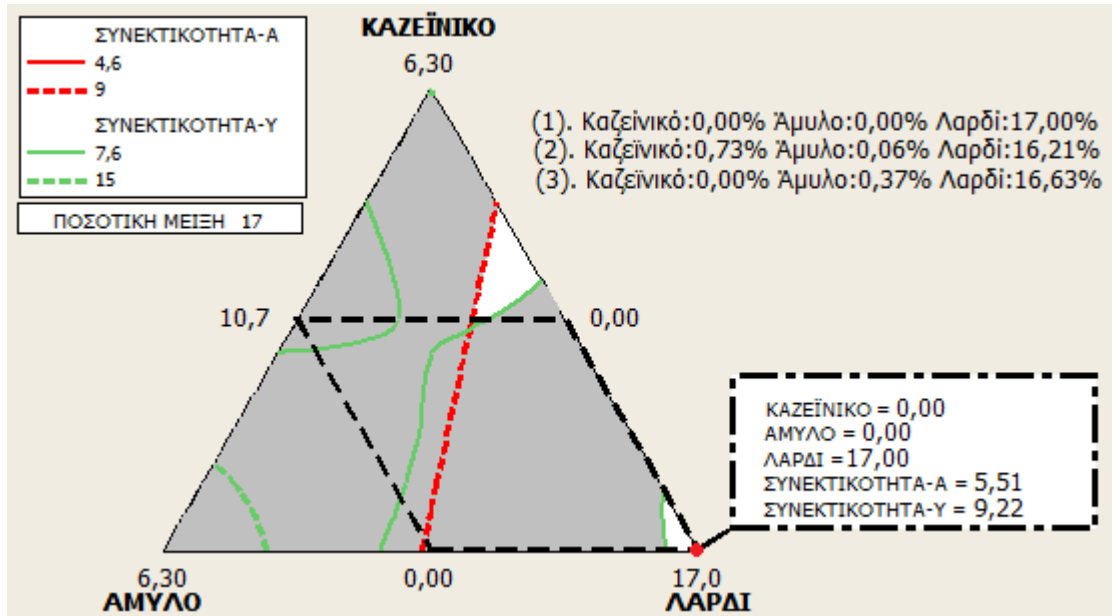 ΣΥΝΕΚΤΙΚΟΤΗΤΑ-Α
4,6
9
ΣΥΝΕΚΤΙΚΟΤΗΤΑ-Υ
7,6
15
ΠΟΣΟΤΙΚΗ ΜΕΙΞΗ 17
ΚΑΖΕΪΝΙΚΟ
6,30
(1). Καζεϊνικό:0,00% Άμυλο:0,00% Λαρδί:17,00%
(2). Καζεϊνικό:0,73% Άμυλο:0,06% Λαρδί:16,21%
(3). Καζεϊνικό:0,00% Άμυλο:0,37% Λαρδί:16,63%
10,7
0,00
ΚΑΖΕΪΝΙΚΟ = 0,00
ΑΜΥΛΟ = 0,00
ΛΑΡΔΙ =17,00
ΣΥΝΕΚΤΙΚΟΤΗΤΑ-Α = 5,51
ΣΥΝΕΚΤΙΚΟΤΗΤΑ-Υ = 9,22
6,30
0,00
17,0
ΑΜΥΛΟ
ΛΑΡΔΙ